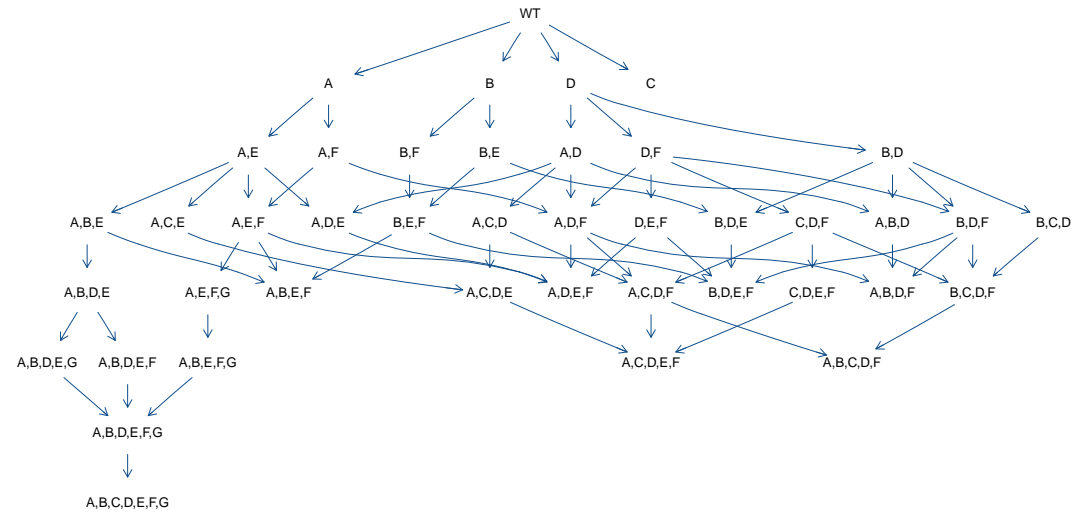 WT
A B D C
A,E A,F B,F B,E A,D D,F B,D
A,B,E A,C,E A,E,F A,D,E B,E,F A,C,D A,D,F D,E,F B,D,E C,D,F A,B,D B,D,F B,C,D
A,B,D,E A,E,F,G A,B,E,F A,C,D,E A,D,E,F A,C,D,F B,D,E,F C,D,E,F A,B,D,F B,C,D,F
A,B,D,E,G A,B,D,E,F A,B,E,F,G A,C,D,E,F A,B,C,D,F
A,B,D,E,F,G
A,B,C,D,E,F,G